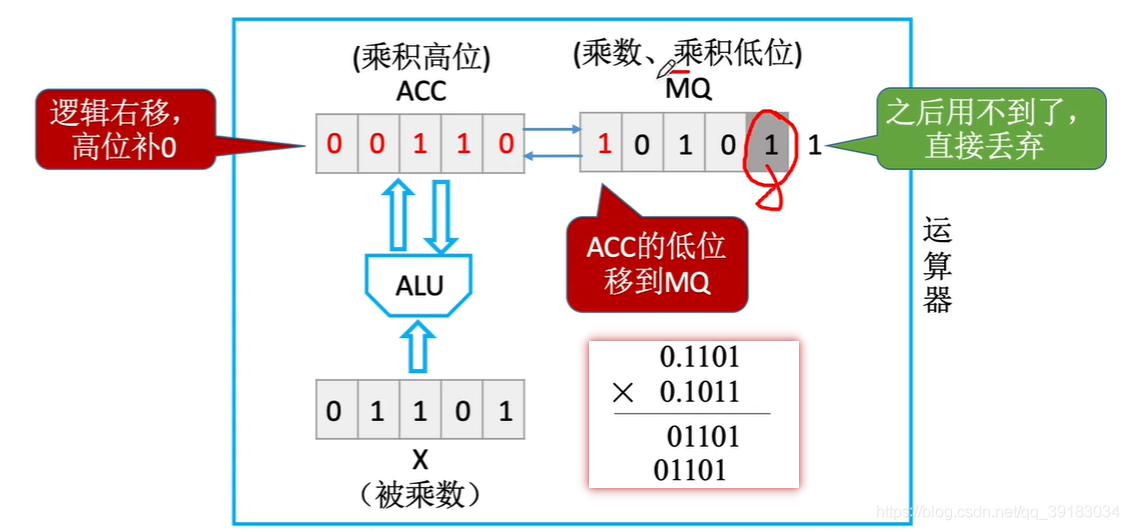 (乘积高位)
ACC
(乘数、乘积低位)
MQ
逻辑右移，
高位补0
0 0 1 1 0
1 0 1 0 1 1
之后用不到了，
直接丢弃
ACC的低位
移到MQ
ALU
运
算
器
0 1 1 0 1
X
（被乘数）
0.1101
× 0.1011
01101
01101
https://blog.csdn.net/qq_39183034